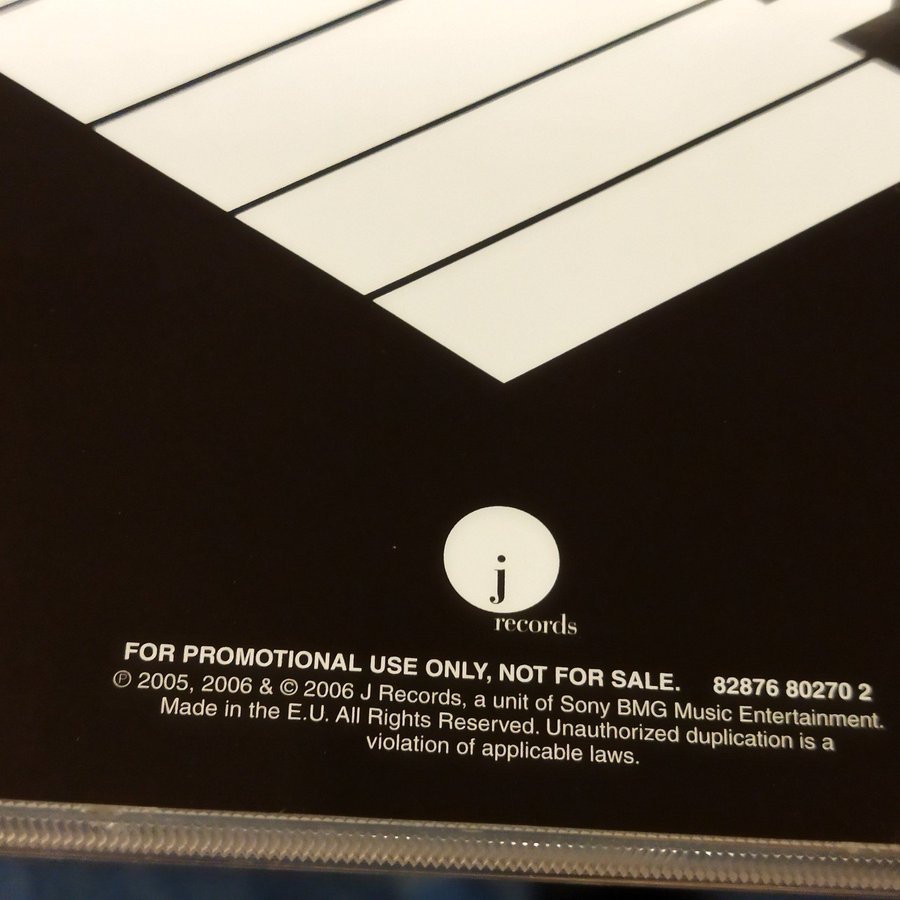 j
records
FOR PROMOTIONAL USE ONLY, NOT FOR SALE. 82876 80270 2
℗ 2005, 2006 & © 2006 J Records, a unit of Sony BMG Music Entertainment.
Made in the E.U. All Rights Reserved. Unauthorized duplication is a
violation of applicable laws.